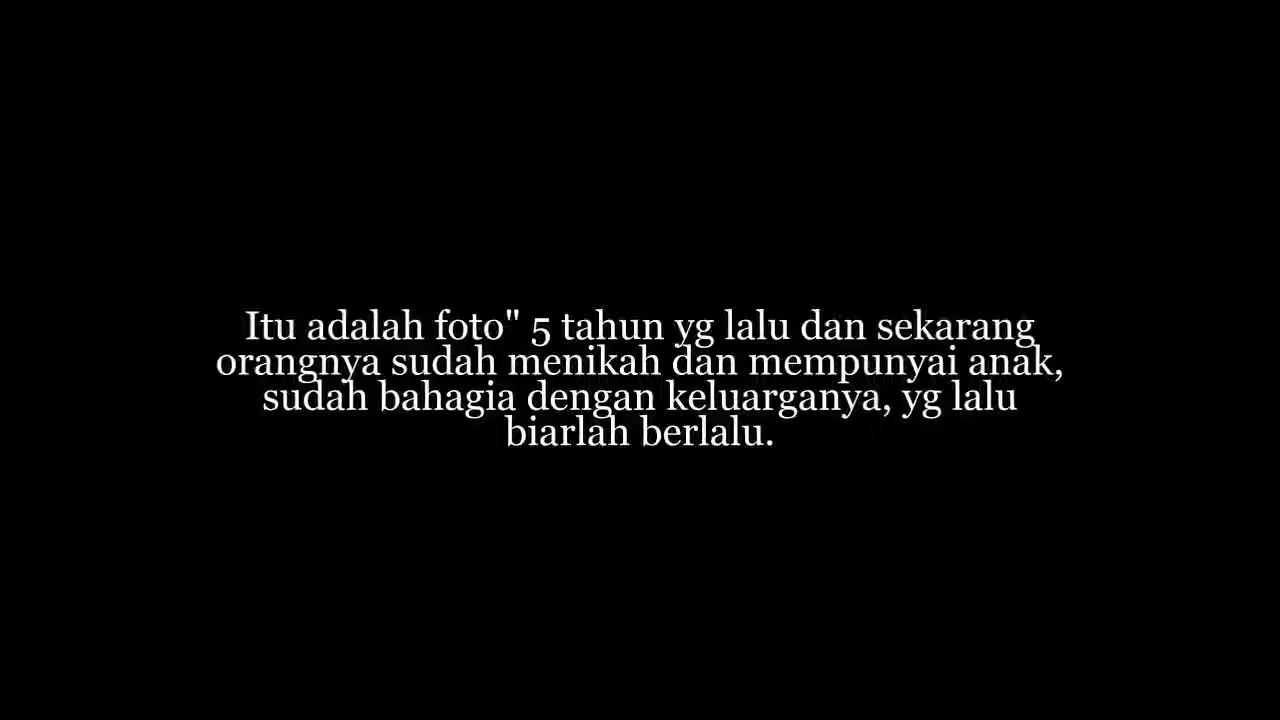 Itu adalah foto" 5 tahun yg lalu dan sekarang
orangnya sudah menikah dan mempunyai anak,
sudah bahagia dengan keluarganya, yg lalu
biarlah berlalu.